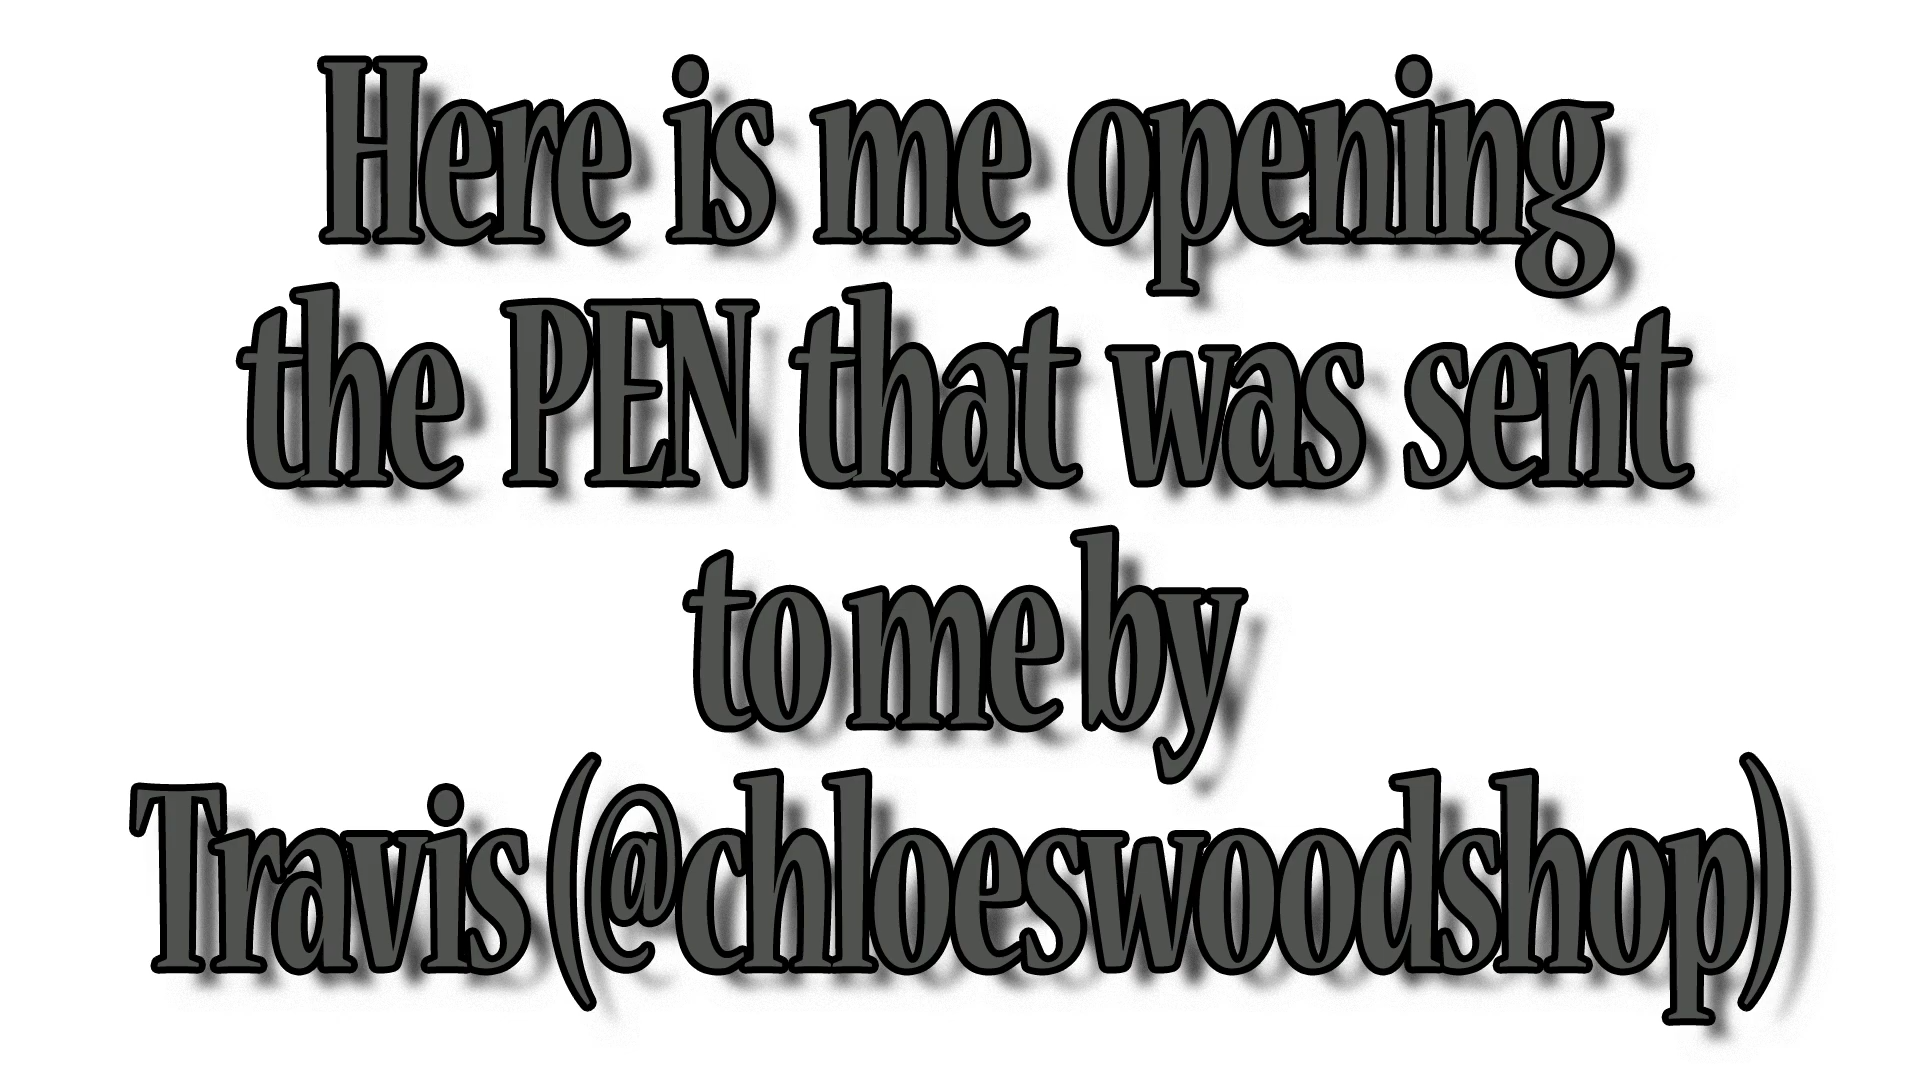 Here is me opening
the PEN that was sent
to me by
Travis (@chloeswoodshop)